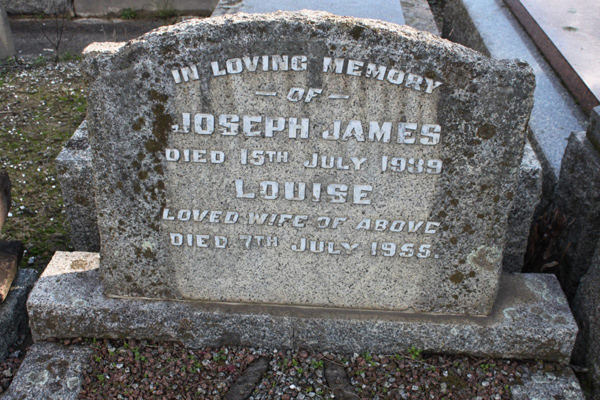 IN LOVING MEMORY
— OF —
JOSEPH JAMES
DIED 15TH JULY 1939
LOUISE
LOVED WIFE OF ABOVE
DIED 7TH JULY 1955.